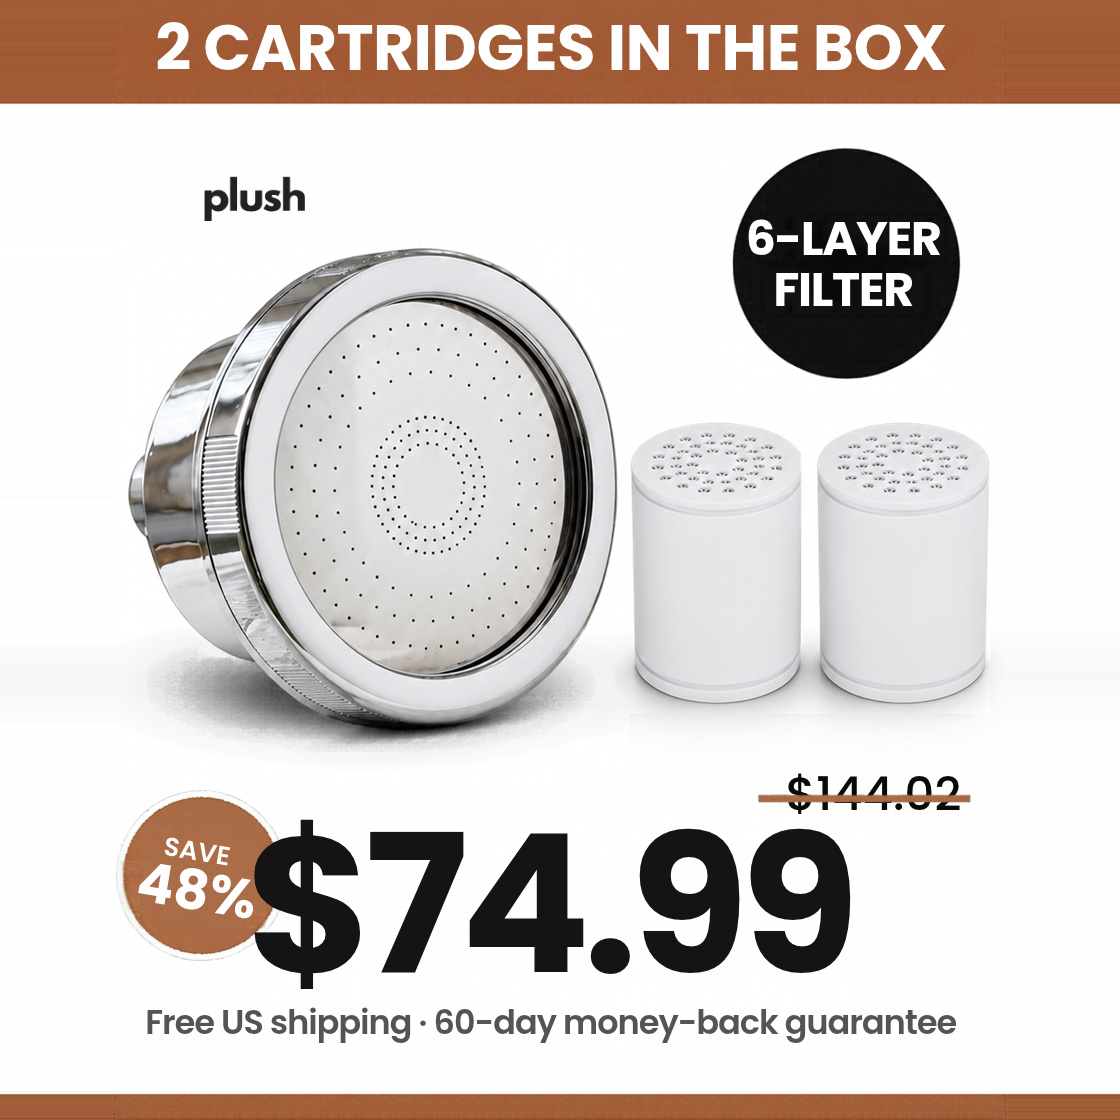 2 CARTRIDGES IN THE BOX
plush
6-LAYER
FILTER
$144.02
SAVE
48%
$74.99
Free US shipping · 60-day money-back guarantee